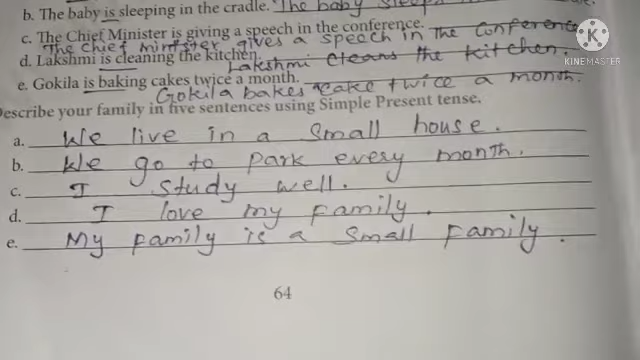 b. The baby is sleeping in the cradle. The baby sleeps in
c. The Chief Minister is giving a speech in the conference.
The Chief minister gives a speech in the Conference
d. Lakshmi is cleaning the kitchen. Lakshmi cleans the kitchen.
e. Gokila is baking cakes twice a month.
Gokila bakes cake twice a month.
Describe your family in five sentences using Simple Present tense.
a. We live in a small house.
b. We go to park every month.
c. I study well.
d. I love my family.
e. My family is a small family.
64
KINEMASTER